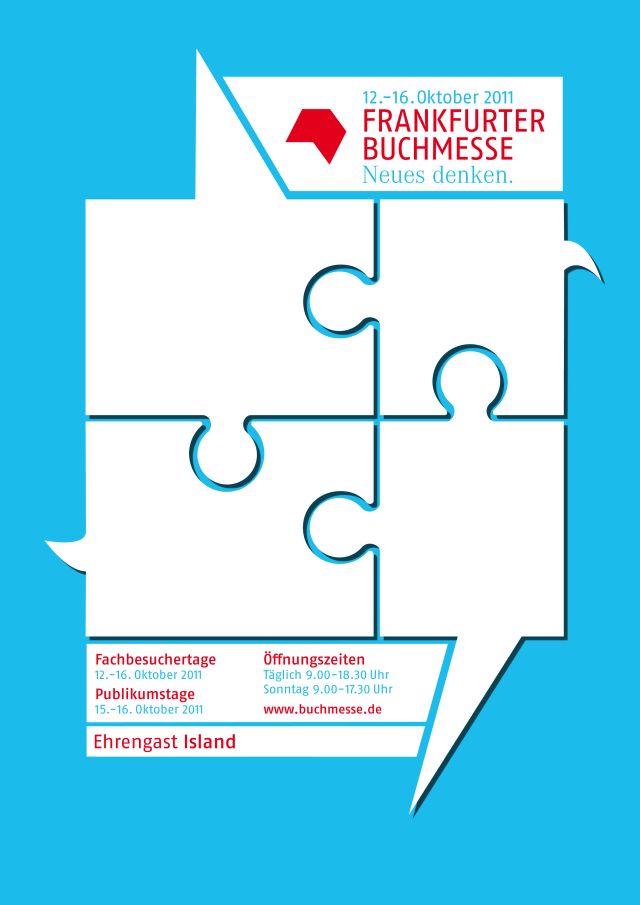 12.–16. Oktober 2011
FRANKFURTER
BUCHMESSE
Neues denken.
Fachbesuchertage
12.–16. Oktober 2011
Publikumstage
15.–16. Oktober 2011
Öffnungszeiten
Täglich 9.00–18.30 Uhr
Sonntag 9.00–17.30 Uhr
www.buchmesse.de
Ehrengast Island